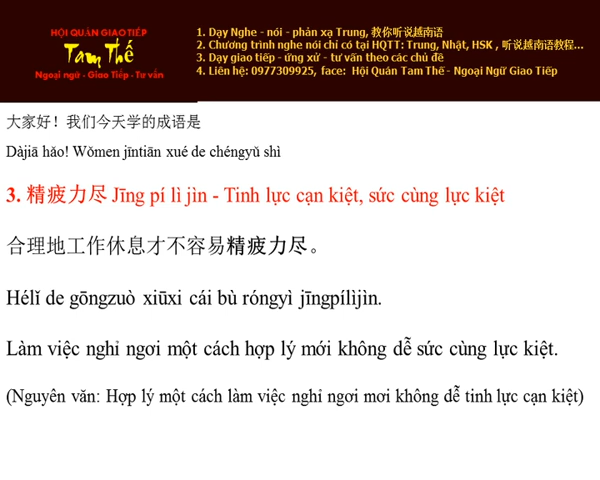 HỘI QUÁN GIAO TIẾP
Tam Thế
Ngoại ngữ - Giao Tiếp - Tư vấn
1. Dạy Nghe - nói - phản xạ Trung, 教你听说越南语
2. Chương trình nghe nói chỉ có tại HQTT: Trung, Nhật, HSK , 听说越南语教程...
3. Dạy giao tiếp - ứng xử - tư vấn theo các chủ đề
4. Liên hệ: 0977309925, face: Hội Quán Tam Thế - Ngoại Ngữ Giao Tiếp
大家好！我们今天学的成语是
Dàjiā hǎo! Wǒmen jīntiān xué de chéngyǔ shì
3. 精疲力尽 Jīng pí lì jìn - Tinh lực cạn kiệt, sức cùng lực kiệt
合理地工作休息才不容易精疲力尽。
Hélǐ de gōngzuò xiūxi cái bù róngyì jīngpílìjìn.
Làm việc nghỉ ngơi một cách hợp lý mới không dễ sức cùng lực kiệt.
(Nguyên văn: Hợp lý một cách làm việc nghỉ ngơi mơi không dễ tinh lực cạn kiệt)